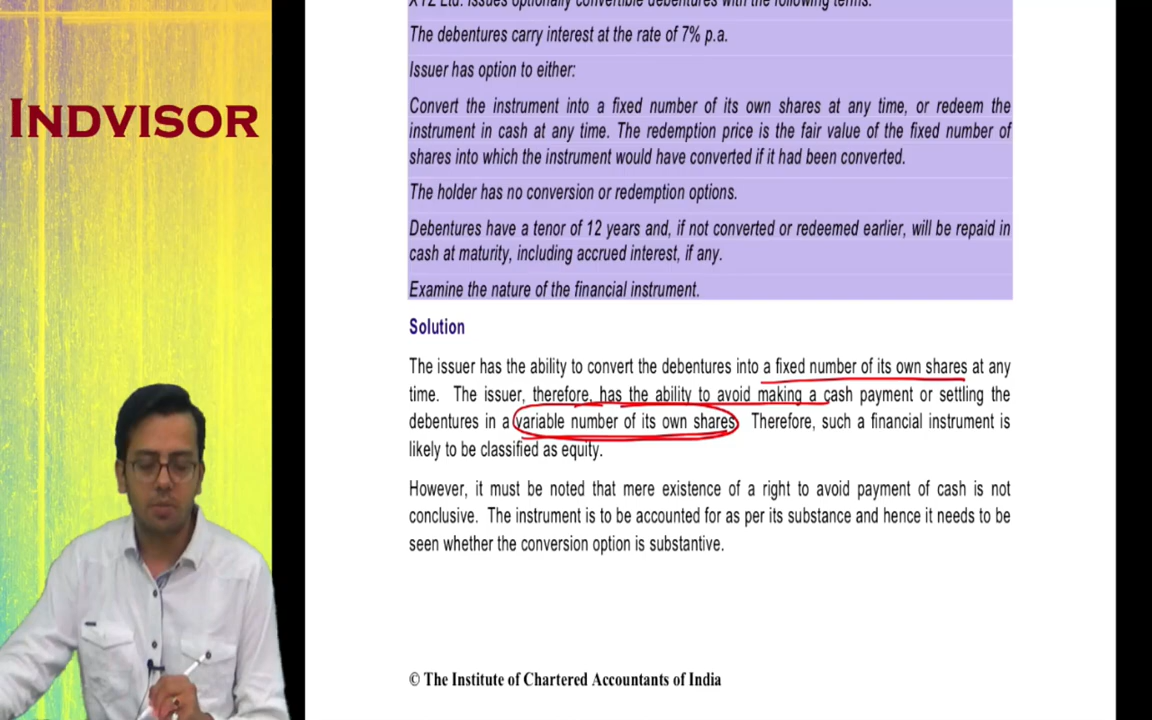 XYZ Ltd. issues optionally convertible debentures with the following terms:
The debentures carry interest at the rate of 7% p.a.
Issuer has option to either:
Convert the instrument into a fixed number of its own shares at any time, or redeem the
instrument in cash at any time. The redemption price is the fair value of the fixed number of
shares into which the instrument would have converted if it had been converted.
The holder has no conversion or redemption options.
Debentures have a tenor of 12 years and, if not converted or redeemed earlier, will be repaid in
cash at maturity, including accrued interest, if any.
Examine the nature of the financial instrument.
INDVISOR
Solution
The issuer has the ability to convert the debentures into a fixed number of its own shares at any
time. The issuer, therefore, has the ability to avoid making a cash payment or settling the
debentures in a variable number of its own shares. Therefore, such a financial instrument is
likely to be classified as equity.
However, it must be noted that mere existence of a right to avoid payment of cash is not
conclusive. The instrument is to be accounted for as per its substance and hence it needs to be
seen whether the conversion option is substantive.
© The Institute of Chartered Accountants of India